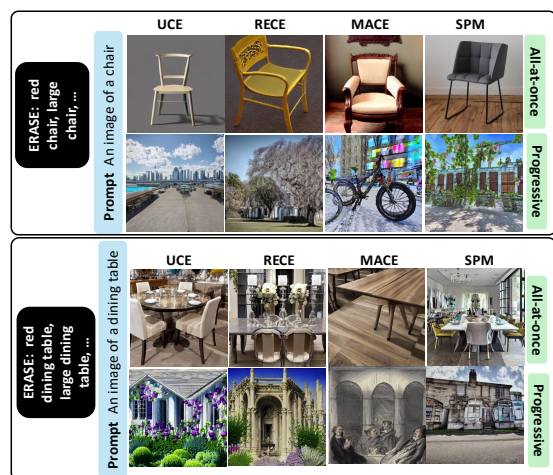 UCE RECE MACE SPM
ERASE: red
chair, large
chair, ...
Prompt An image of a chair
All-at-once
Progressive
UCE RECE MACE SPM
ERASE: red
dining table,
large dining
table, ...
Prompt An image of a dining table
All-at-once
Progressive